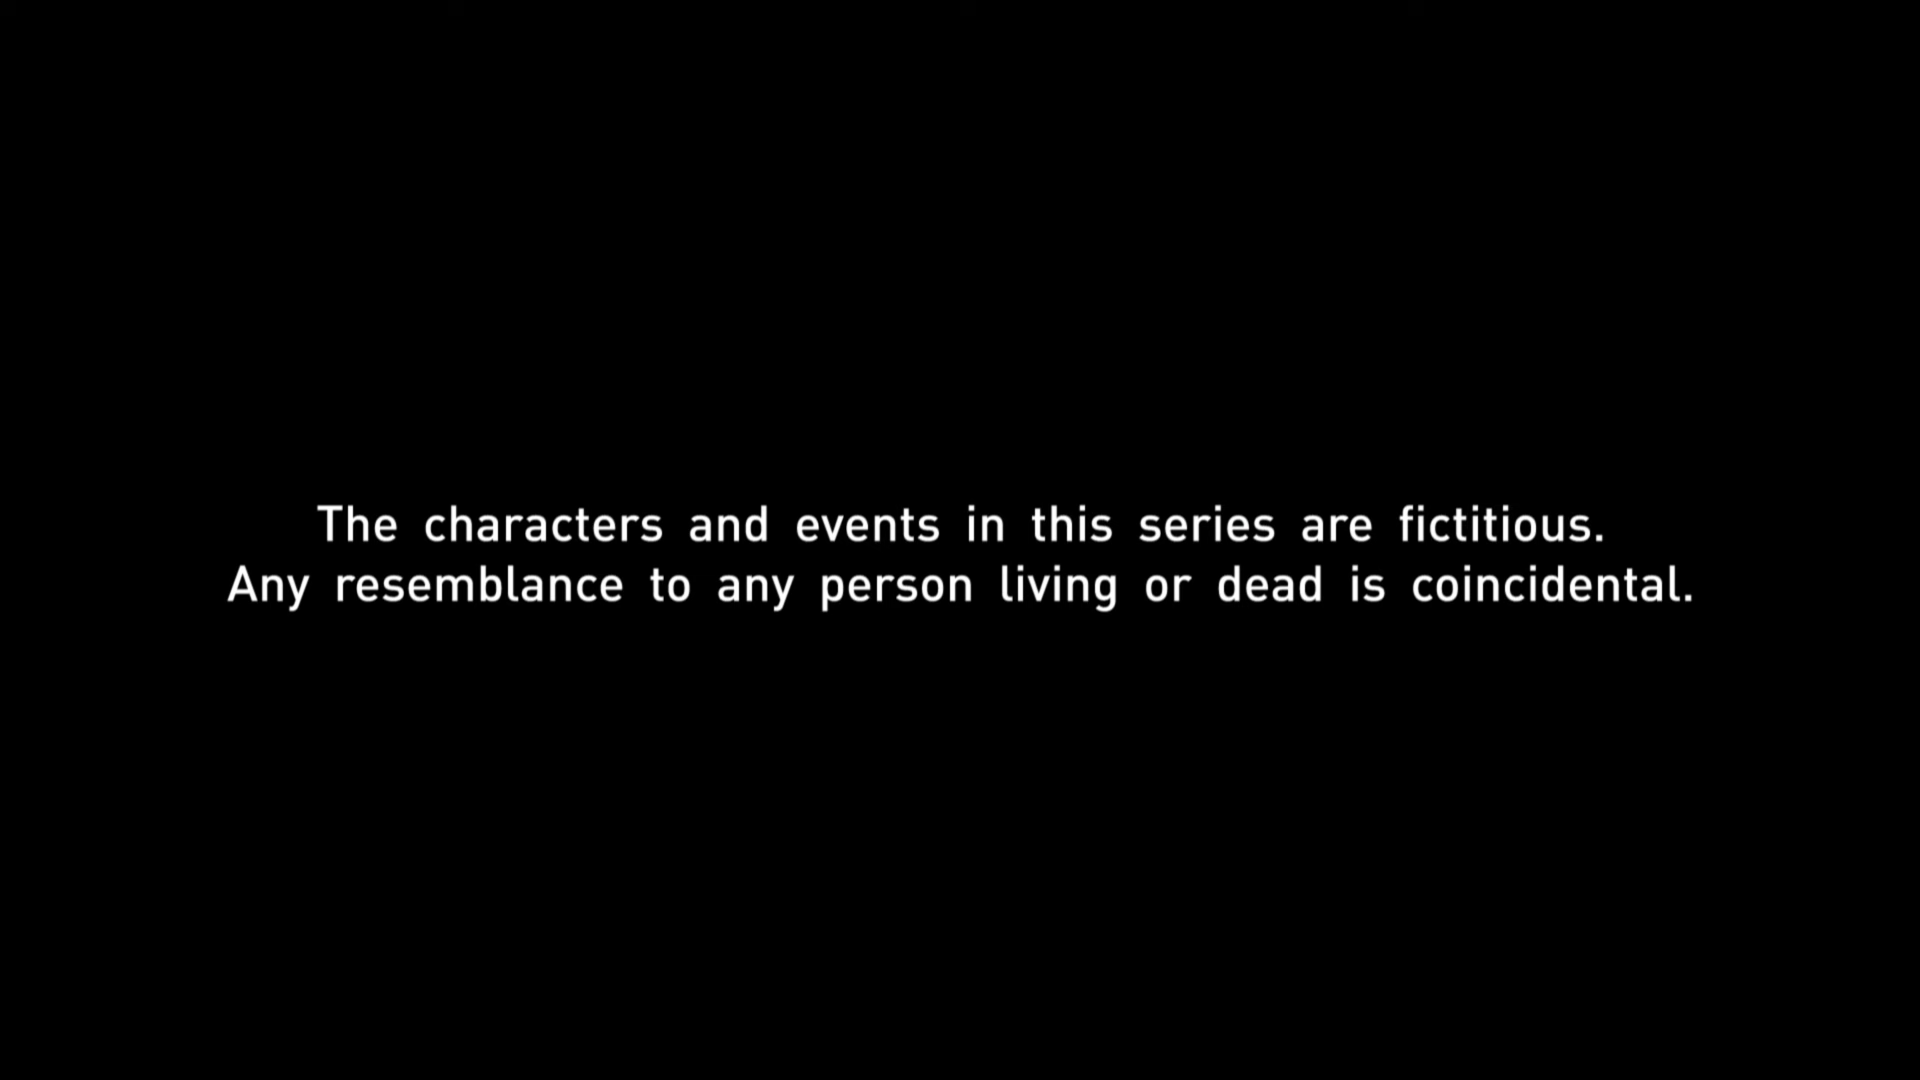 The characters and events in this series are fictitious.
Any resemblance to any person living or dead is coincidental.